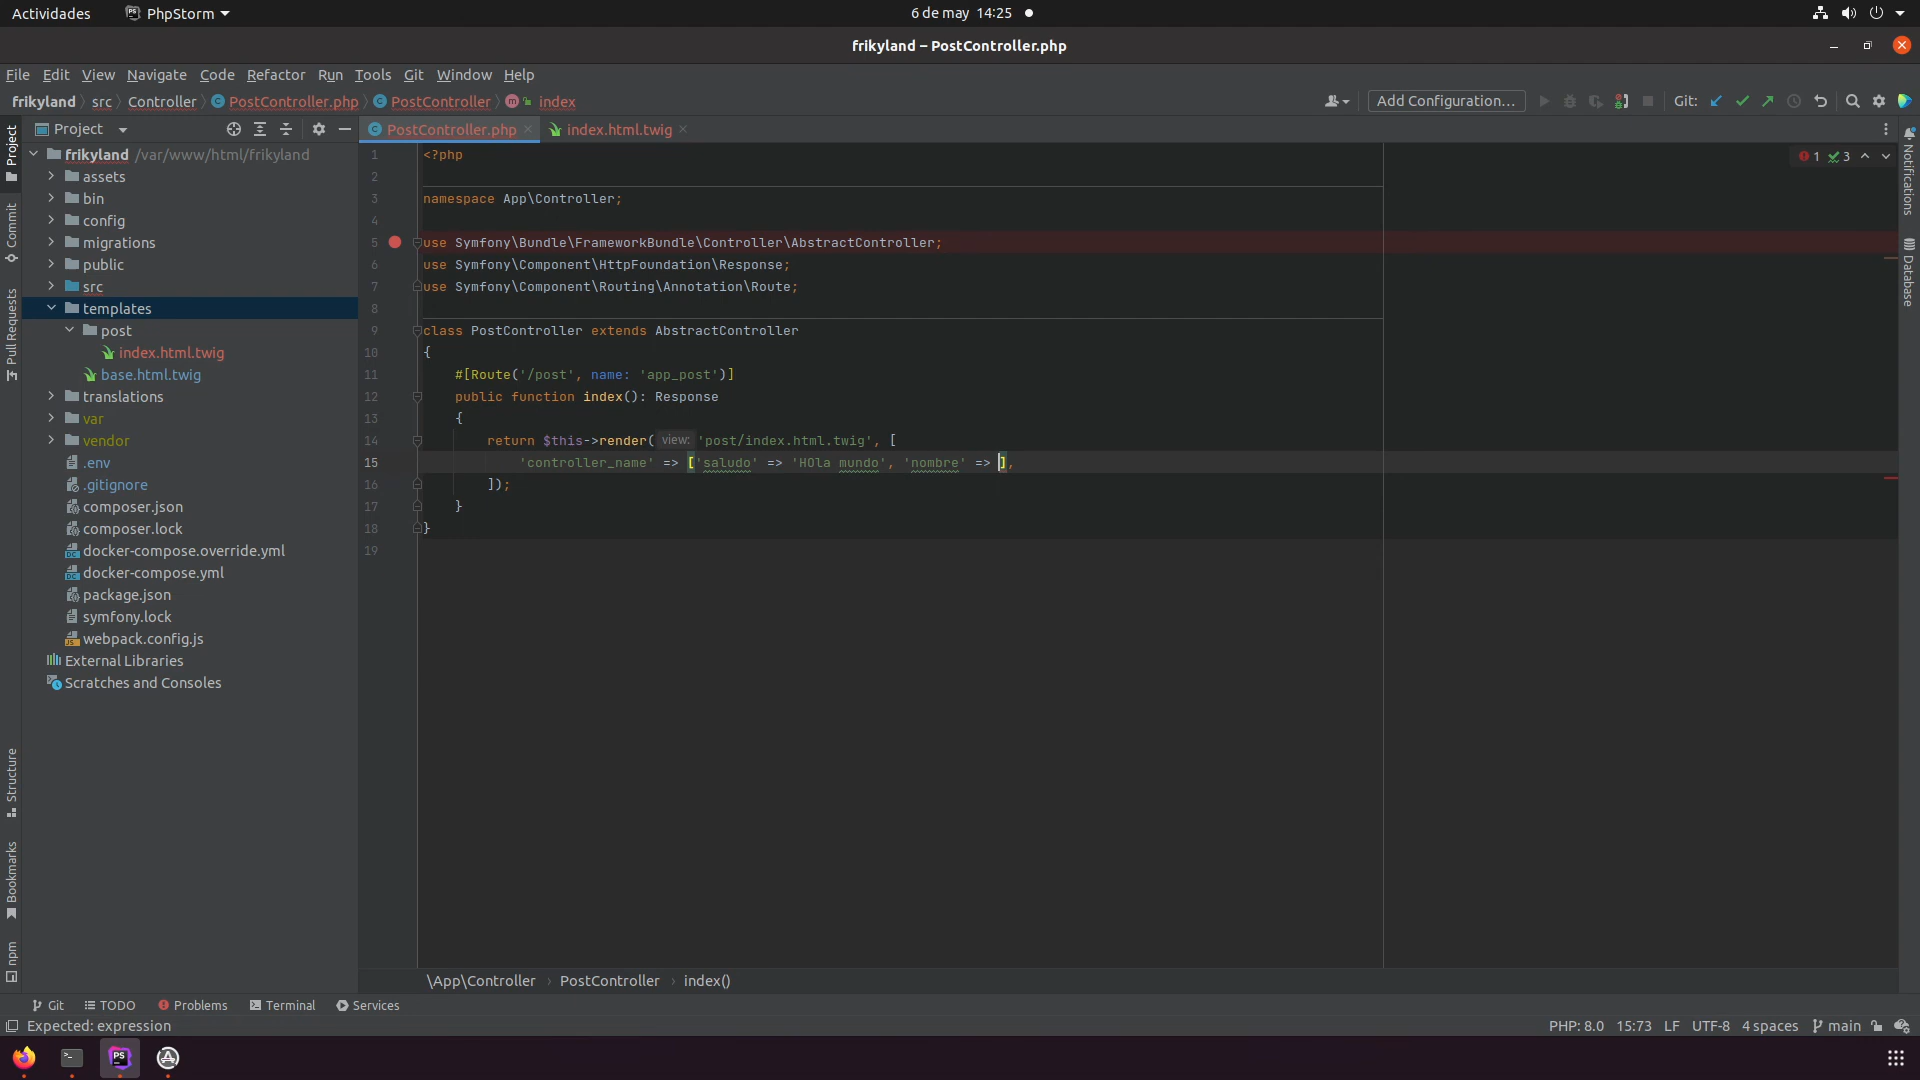 Actividades PhpStorm 6 de may 14:25
frikyland – PostController.php
File Edit View Navigate Code Refactor Run Tools Git Window Help
frikyland src Controller PostController.php PostController index Add Configuration... Git:
Project PostController.php index.html.twig
frikyland /var/www/html/frikyland
assets
bin
config
migrations
public
src
templates
post
index.html.twig
base.html.twig
translations
var
vendor
.env
.gitignore
composer.json
composer.lock
docker-compose.override.yml
docker-compose.yml
package.json
symfony.lock
webpack.config.js
External Libraries
Scratches and Consoles
Project
Commit
Pull Requests
Structure
Bookmarks
npm
1 <?php
2
3 namespace App\Controller;
4
5 use Symfony\Bundle\FrameworkBundle\Controller\AbstractController;
6 use Symfony\Component\HttpFoundation\Response;
7 use Symfony\Component\Routing\Annotation\Route;
8
9 class PostController extends AbstractController
10 {
11 #[Route('/post', name: 'app_post')]
12 public function index(): Response
13 {
14 return $this->render( view: 'post/index.html.twig', [
15 'controller_name' => ['saludo' => 'HOla mundo', 'nombre' => ],
16 ]);
17 }
18 }
19
1 3
Notifications
Database
\App\Controller PostController index()
Git TODO Problems Terminal Services
Expected: expression PHP: 8.0 15:73 LF UTF-8 4 spaces main